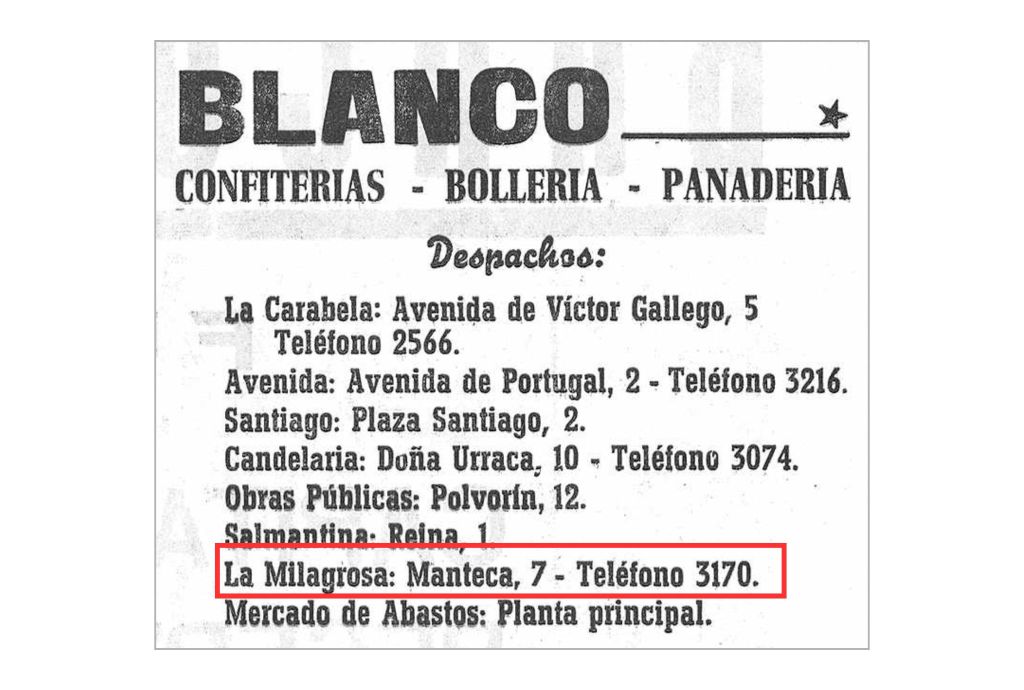 BLANCO
CONFITERIAS - BOLLERIA - PANADERIA
Despachos:
La Carabela: Avenida de Víctor Gallego, 5
Teléfono 2566.
Avenida: Avenida de Portugal, 2 - Teléfono 3216.
Santiago: Plaza Santiago, 2.
Candelaria: Doña Urraca, 10 - Teléfono 3074.
Obras Públicas: Polvorín, 12.
Salmantina: Reina, 1
La Milagrosa: Manteca, 7 - Teléfono 3170.
Mercado de Abastos: Planta principal.